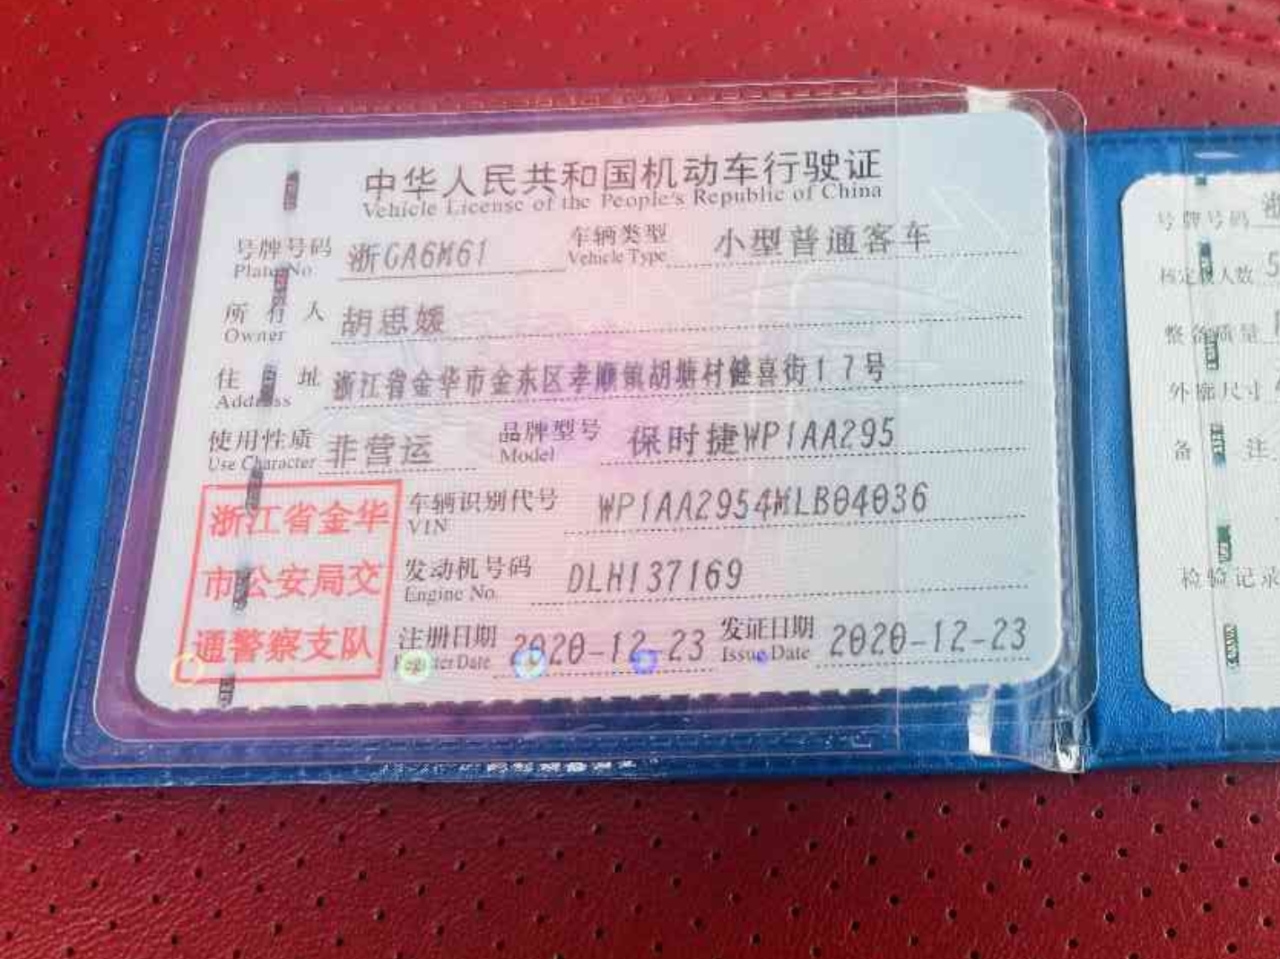 中华人民共和国机动车行驶证
Vehicle License of the People's Republic of China
号牌号码 浙GA6M61 车辆类型 小型普通客车
Plate No. Vehicle Type
所有人 胡思媛
Owner
住址 浙江省金华市金东区孝顺镇胡塘村健喜街17号
Address
使用性质 非营运 品牌型号 保时捷WP1AA295
Use Character Model
车辆识别代号 WP1AA2954MLB04036
VIN
发动机号码 DLH137169
Engine No.
注册日期 2020-12-23 发证日期 2020-12-23
Register Date Issue Date
浙江省金华
市公安局交
通警察支队
号牌号码 浙
核定载人数 5
整备质量
外廓尺寸
备注
检验记录